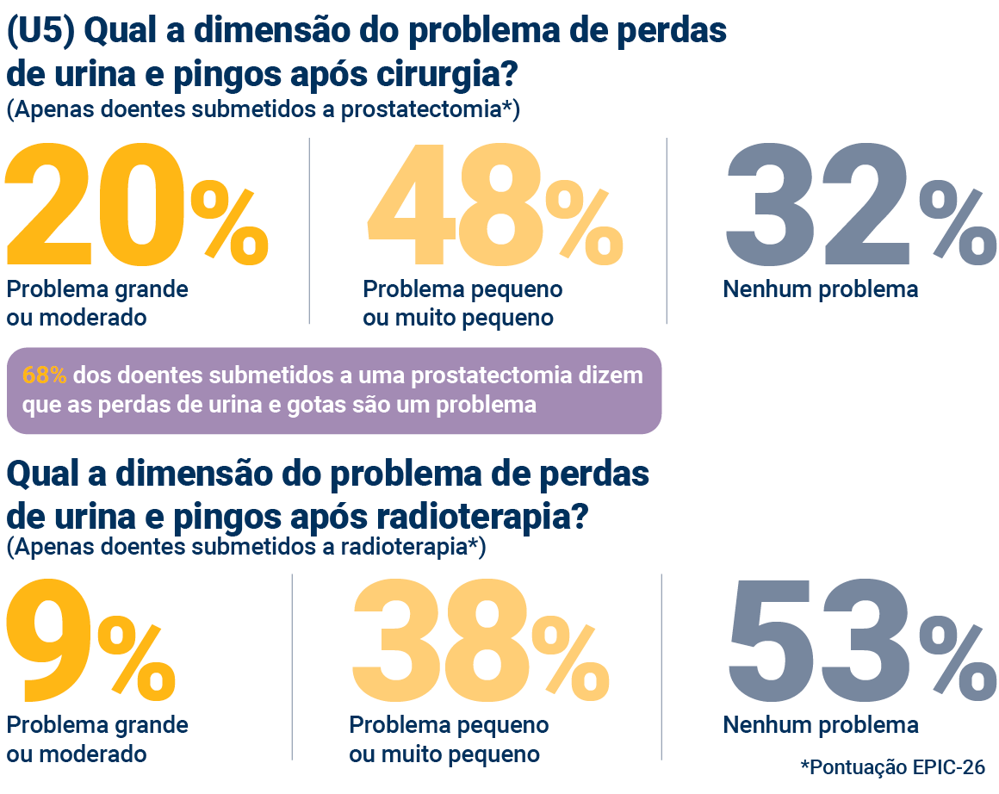 (U5) Qual a dimensão do problema de perdas
de urina e pingos após cirurgia?
(Apenas doentes submetidos a prostatectomia*)
20%
Problema grande
ou moderado
48%
Problema pequeno
ou muito pequeno
32%
Nenhum problema
68% dos doentes submetidos a uma prostatectomia dizem
que as perdas de urina e gotas são um problema
Qual a dimensão do problema de perdas
de urina e pingos após radioterapia?
(Apenas doentes submetidos a radioterapia*)
9%
Problema grande
ou moderado
38%
Problema pequeno
ou muito pequeno
53%
Nenhum problema
*Pontuação EPIC-26